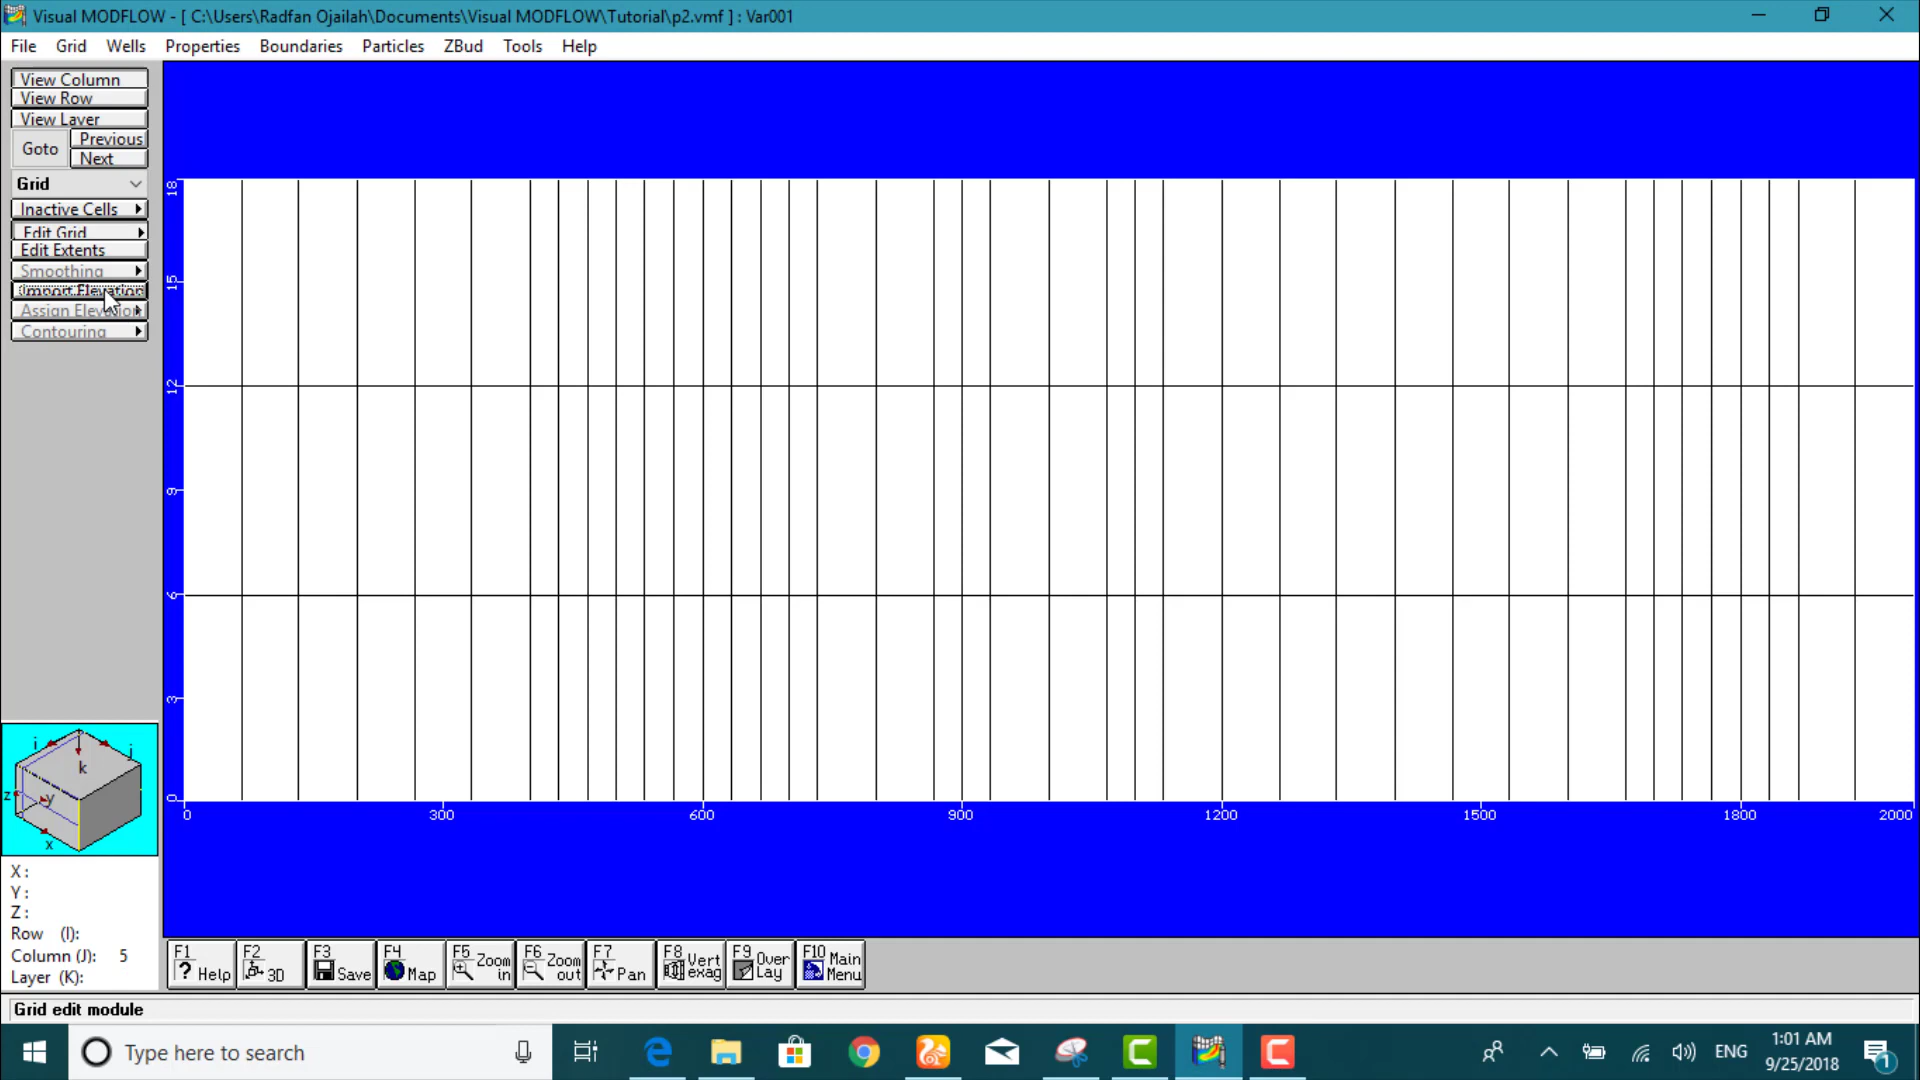 Visual MODFLOW - [ C:\Users\Radfan Ojailah\Documents\Visual MODFLOW\Tutorial\p2.vmf ] : Var001
File Grid Wells Properties Boundaries Particles ZBud Tools Help
View Column
View Row
View Layer
Goto
Previous
Next
Grid
Inactive Cells
Edit Grid
Edit Extents
Smoothing
Import Elevation
Assign Elevation
Contouring
18
15
12
9
6
3
0
0 300 600 900 1200 1500 1800 2000
i
j
k
z
y
x
X :
Y :
Z :
Row (I):
Column (J): 5
Layer (K):
F1 ? Help
F2 3D
F3 Save
F4 Map
F5 Zoom in
F6 Zoom out
F7 Pan
F8 Vert exag
F9 Over Lay
F10 Main Menu
Grid edit module
Type here to search
ENG
1:01 AM
9/25/2018
1